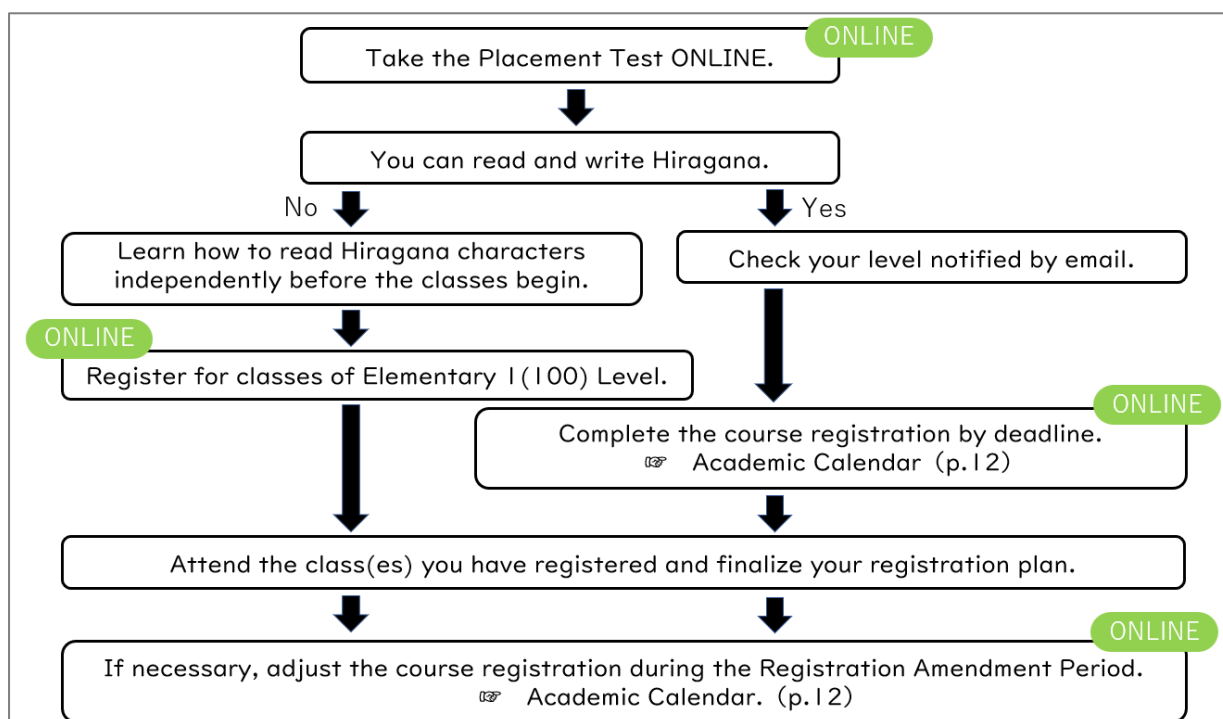 ONLINE
Take the Placement Test ONLINE.
You can read and write Hiragana.
No
Yes
Learn how to read Hiragana characters
independently before the classes begin.
Check your level notified by email.
ONLINE
Register for classes of Elementary 1(100) Level.
ONLINE
Complete the course registration by deadline.
☞ Academic Calendar (p.12)
Attend the class(es) you have registered and finalize your registration plan.
ONLINE
If necessary, adjust the course registration during the Registration Amendment Period.
☞ Academic Calendar. (p.12)